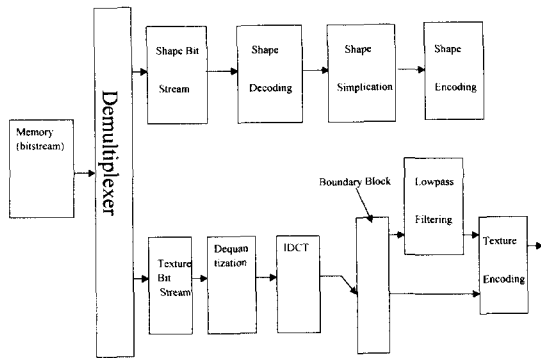 Memory
(bitstream)
Demultiplexer
Shape Bit
Stream
Shape
Decoding
Shape
Simplication
Shape
Encoding
Texture
Bit
Stream
Dequan
tization
IDCT
Boundary Block
Lowpass
Filtering
Texture
Encoding